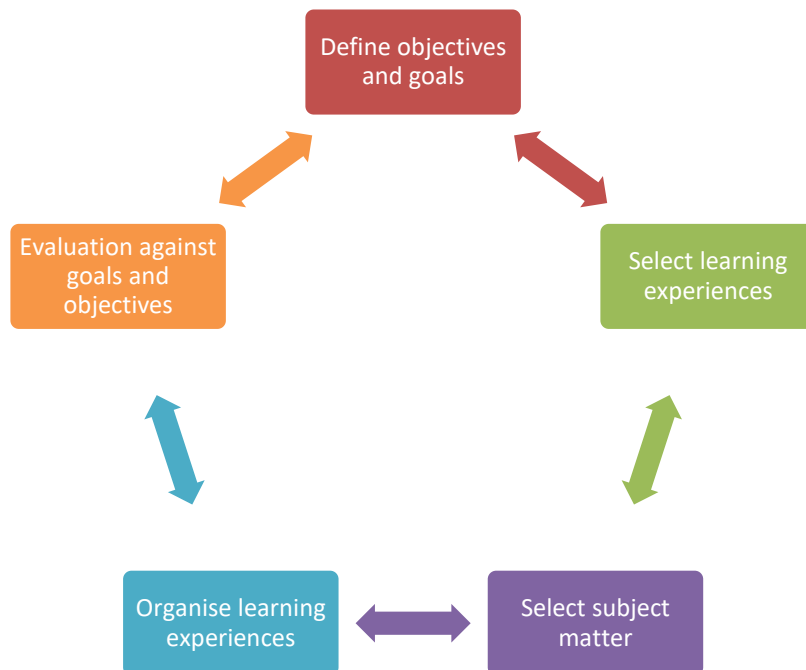 Define objectives
and goals
Select learning
experiences
Select subject
matter
Organise learning
experiences
Evaluation against
goals and
objectives